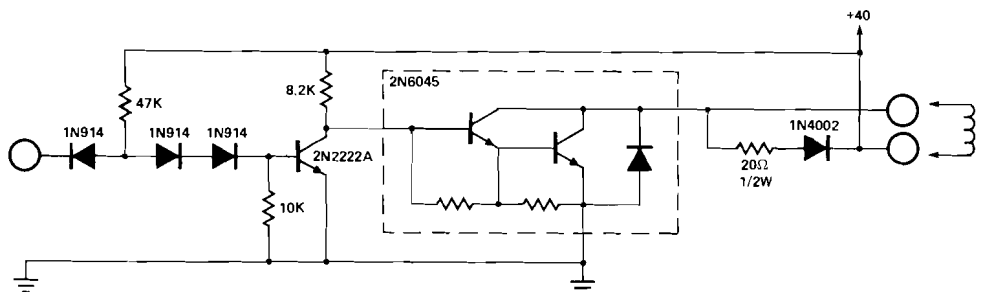 +40
47K
8.2K
2N6045
1N914
1N914
1N914
2N2222A
10K
1N4002
20Ω
1/2W